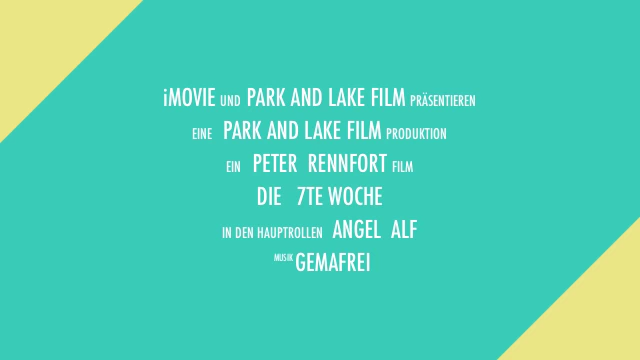 iMOVIE UND PARK AND LAKE FILM PRÄSENTIEREN
EINE PARK AND LAKE FILM PRODUKTION
EIN PETER RENNFORT FILM
DIE 7TE WOCHE
IN DEN HAUPTROLLEN ANGEL ALF
MUSIK GEMAFREI